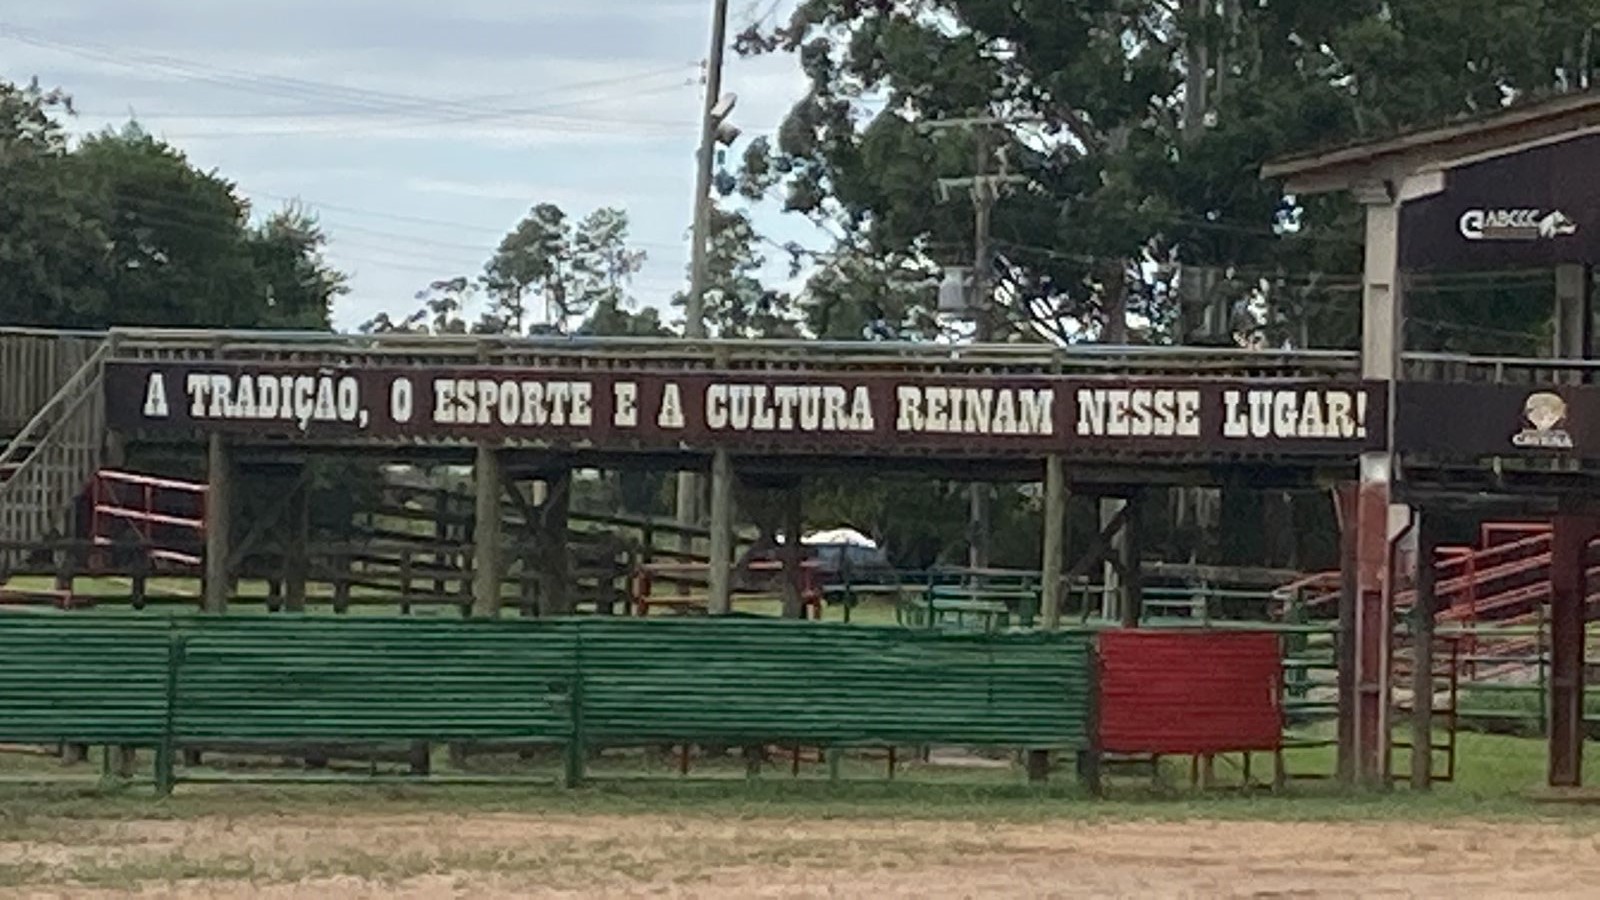 A TRADIÇÃO, O ESPORTE E A CULTURA REINAM NESSE LUGAR!
ABCCC